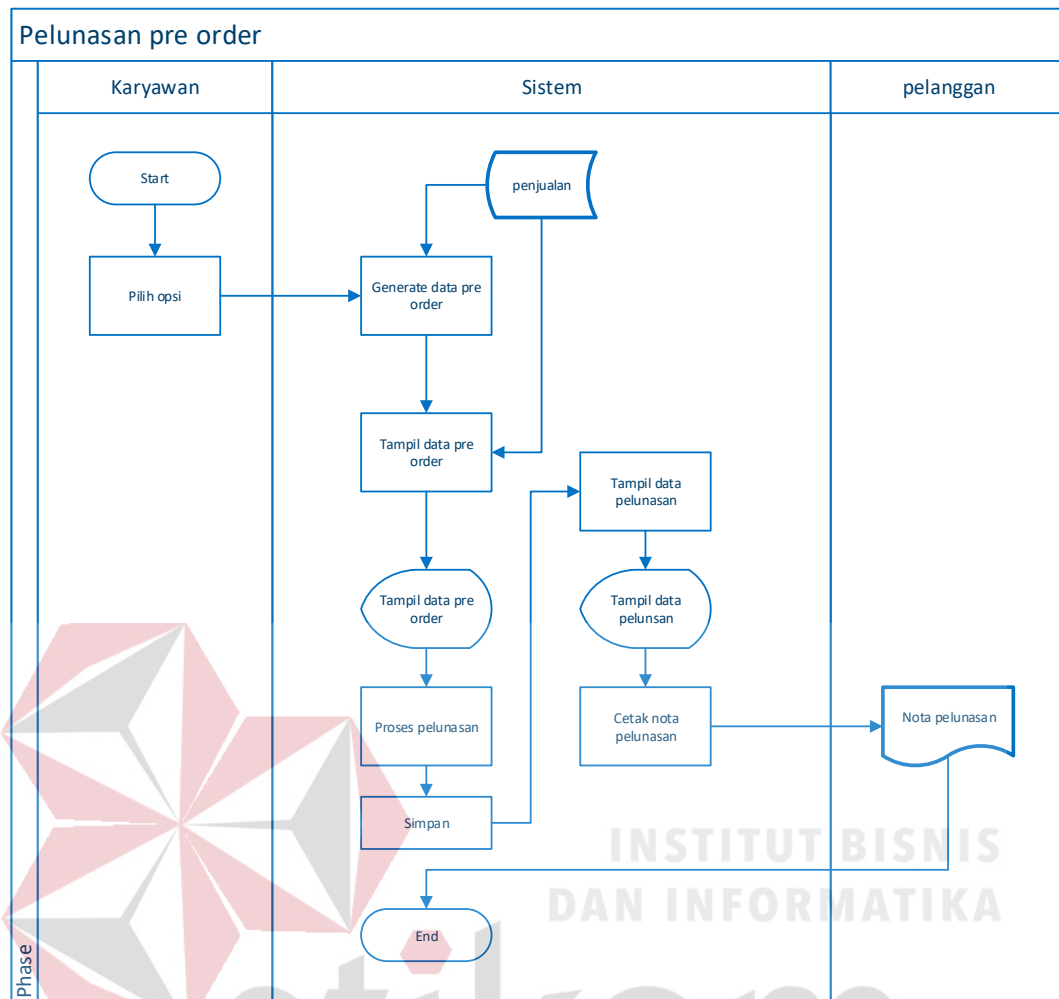 Pelunasan pre order
Karyawan
Sistem
pelanggan
Start
penjualan
Pilih opsi
Generate data pre
order
Tampil data pre
order
Tampil data
pelunasan
Tampil data pre
order
Tampil data
pelunsan
Proses pelunasan
Cetak nota
pelunasan
Nota pelunasan
Simpan
INSTITUT BISNIS
DAN INFORMATIKA
End
Phase